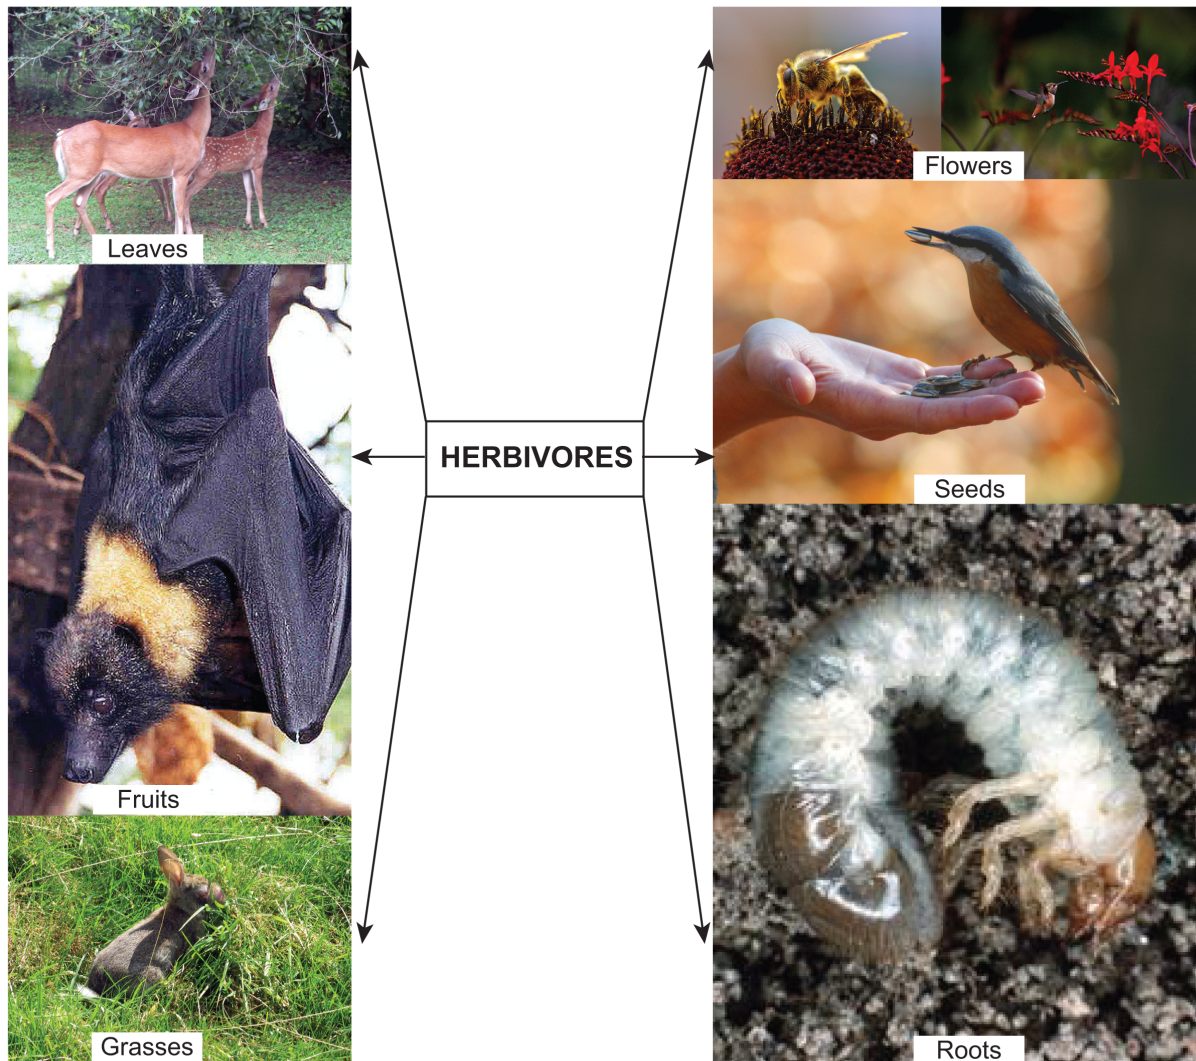 Leaves
Fruits
Grasses
HERBIVORES
Flowers
Seeds
Roots